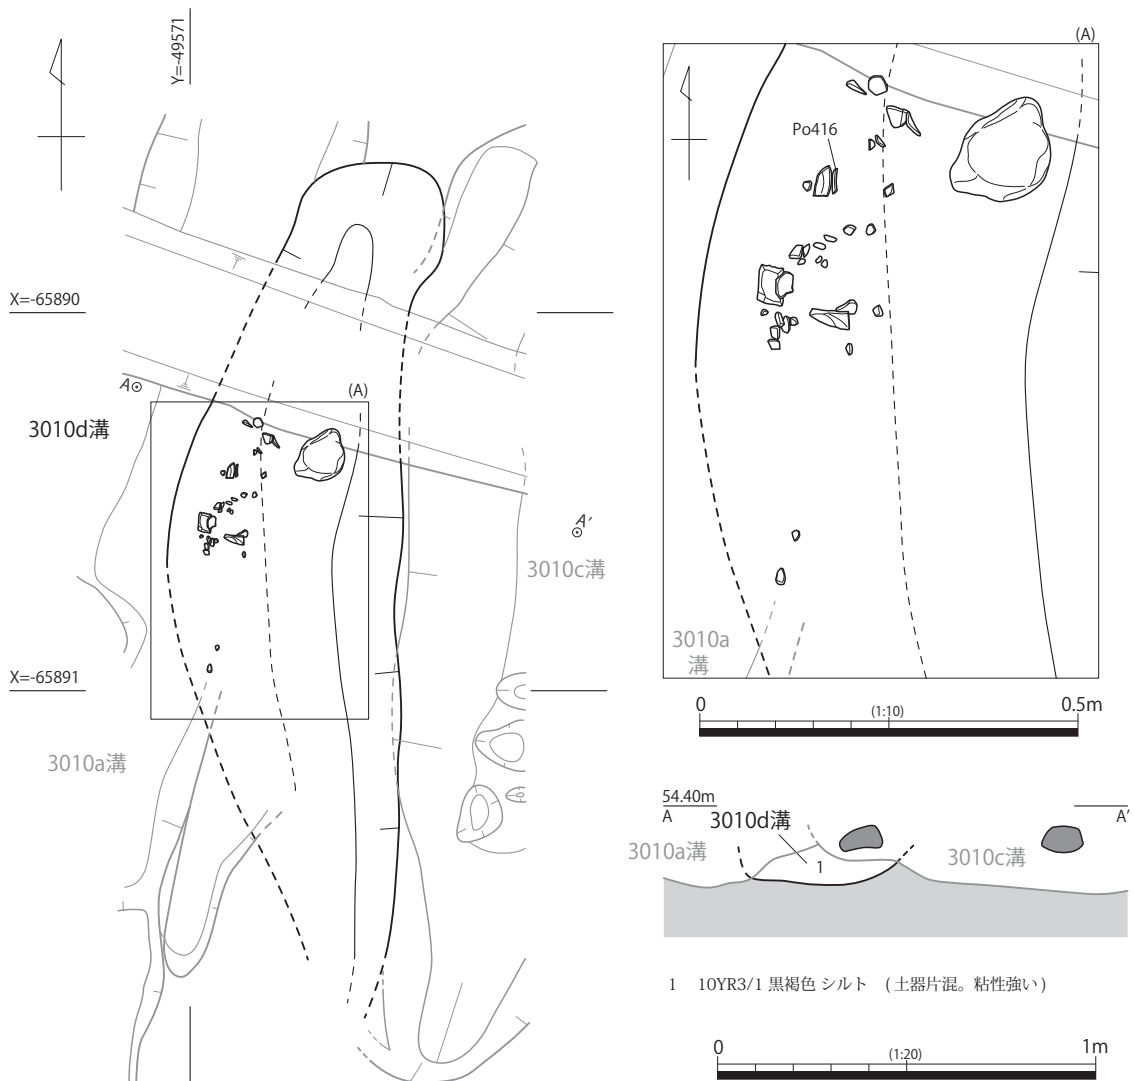 Y=-49571
X=-65890
A
3010d溝
(A)
A′
3010c溝
X=-65891
3010a溝
(A)
Po416
3010a
溝
0
(1:10)
0.5m
54.40m
A
3010d溝
A′
3010a溝
1
3010c溝
1 10YR3/1 黒褐色 シルト (土器片混。粘性強い)
0
(1:20)
1m